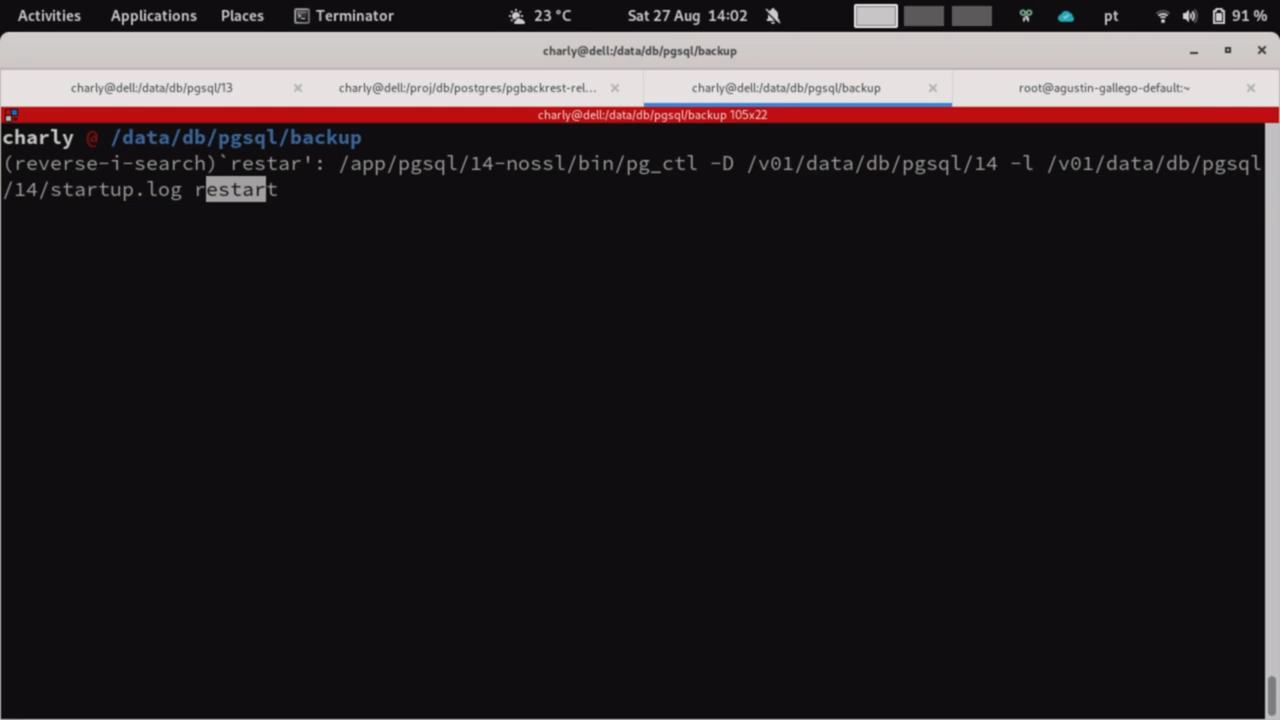 Activities Applications Places Terminator 23 °C Sat 27 Aug 14:02 pt 91 %
charly@dell:/data/db/pgsql/backup
charly@dell:/data/db/pgsql/13 charly@dell:/proj/db/postgres/pgbackrest-rel... charly@dell:/data/db/pgsql/backup root@agustin-gallego-default:~
charly@dell:/data/db/pgsql/backup 105x22
charly @ /data/db/pgsql/backup
(reverse-i-search)`restar': /app/pgsql/14-nossl/bin/pg_ctl -D /v01/data/db/pgsql/14 -l /v01/data/db/pgsql
/14/startup.log restart